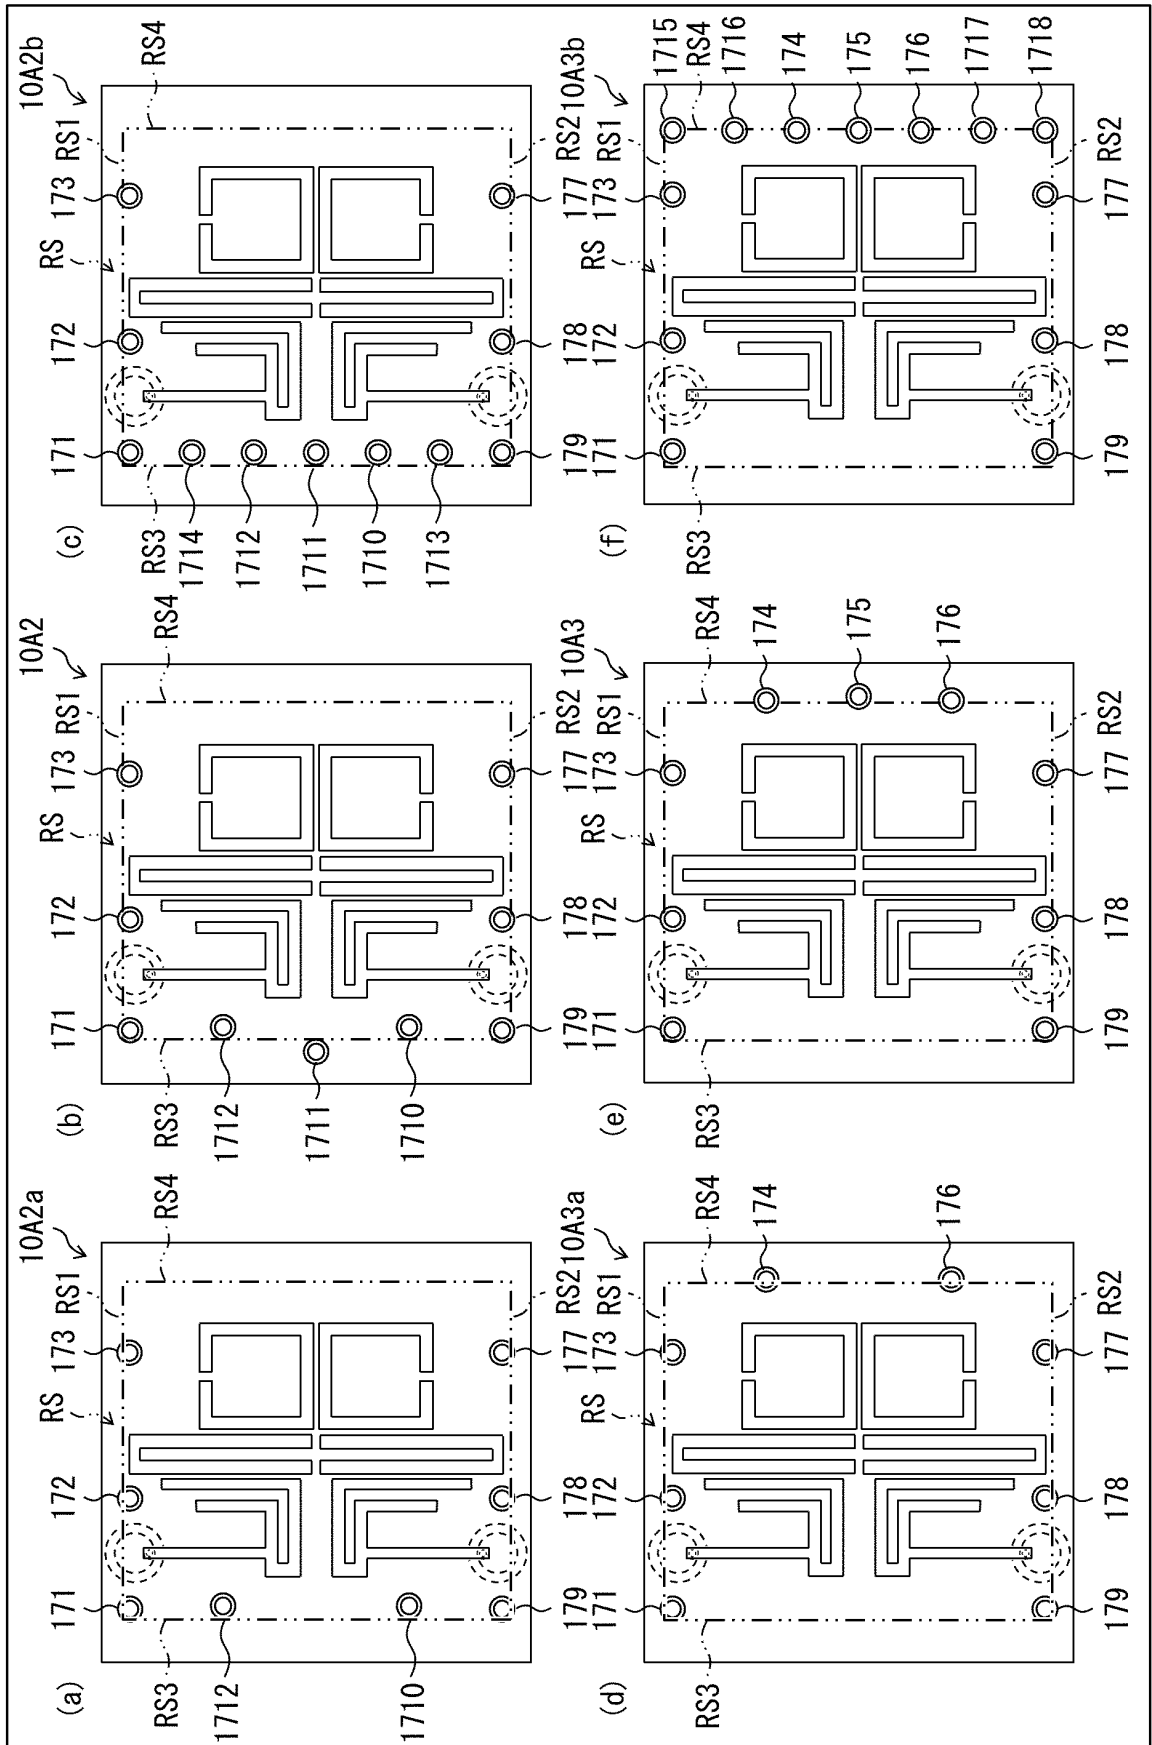 (a)
10A2a
171
172
RS
173
RS1
RS3
RS4
1712
1710
179
178
177
RS2
(b)
10A2
171
172
RS
173
RS1
RS3
RS4
1712
1711
1710
179
178
177
RS2
(c)
10A2b
171
172
RS
173
RS1
RS3
RS4
1714
1712
1711
1710
1713
179
178
177
RS2
(d)
10A3a
171
172
RS
173
RS1
RS3
RS4
174
176
179
178
177
RS2
(e)
10A3
171
172
RS
173
RS1
RS3
RS4
174
175
176
179
178
177
RS2
(f)
10A3b
171
172
RS
173
RS1
RS3
1715
RS4
1716
174
175
176
1717
1718
179
178
177
RS2